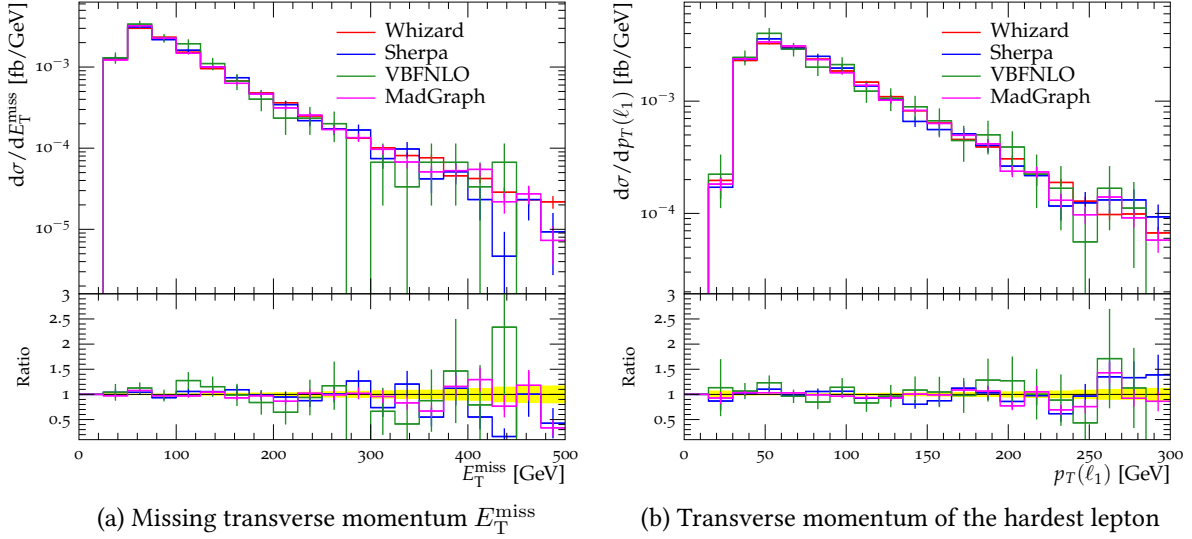 Whizard
Sherpa
VBFNLO
MadGraph
10⁻³
10⁻⁴
10⁻⁵
dσ/dE_T^miss [fb/GeV]
3
2.5
2
1.5
1
0.5
Ratio
0 100 200 300 400 500
E_T^miss [GeV]
(a) Missing transverse momentum E_T^miss
Whizard
Sherpa
VBFNLO
MadGraph
10⁻³
10⁻⁴
dσ/dp_T(ℓ₁) [fb/GeV]
3
2.5
2
1.5
1
0.5
Ratio
0 50 100 150 200 250 300
p_T(ℓ₁) [GeV]
(b) Transverse momentum of the hardest lepton